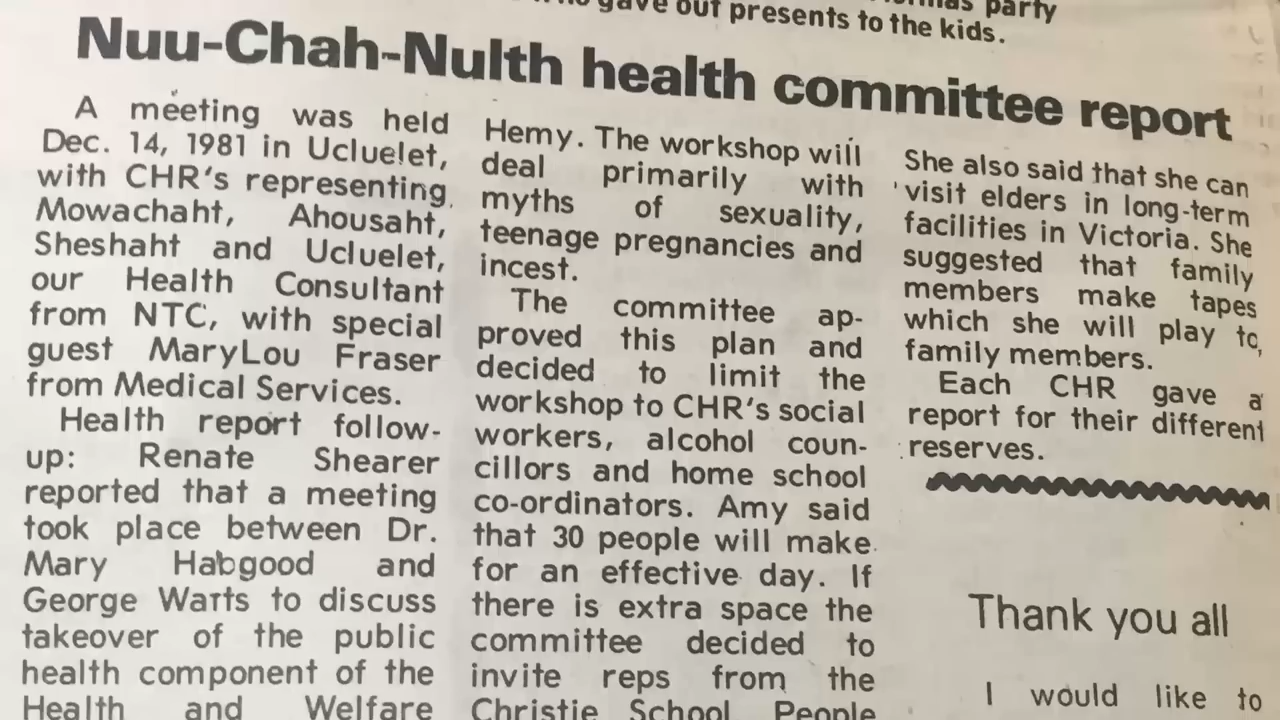 gave out presents to the kids.
party
Nuu-Chah-Nulth health committee report
A meeting was held
Dec. 14, 1981 in Ucluelet,
with CHR's representing
Mowachaht, Ahousaht,
Sheshaht and Ucluelet,
our Health Consultant
from NTC, with special
guest MaryLou Fraser
from Medical Services.
Health report follow-
up: Renate Shearer
reported that a meeting
took place between Dr.
Mary Habgood and
George Warts to discuss
takeover of the public
health component of the
Health and Welfare
Hemy. The workshop will
deal primarily with
myths of sexuality,
teenage pregnancies and
incest.
The committee ap-
proved this plan and
decided to limit the
workshop to CHR's social
workers, alcohol coun-
cillors and home school
co-ordinators. Amy said
that 30 people will make
for an effective day. If
there is extra space the
committee decided to
invite reps from the
Christie School. People
She also said that she can
visit elders in long-term
facilities in Victoria. She
suggested that family
members make tapes
which she will play to
family members.
Each CHR gave a
report for their different
reserves.
Thank you all
I would like to